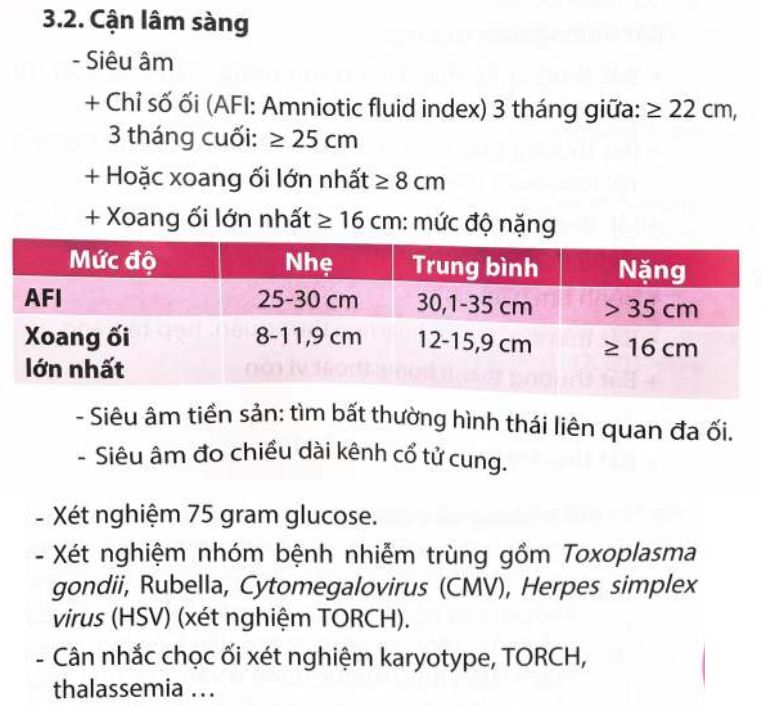 3.2. Cận lâm sàng
- Siêu âm
+ Chỉ số ối (AFI: Amniotic fluid index) 3 tháng giữa: ≥ 22 cm,
3 tháng cuối: ≥ 25 cm
+ Hoặc xoang ối lớn nhất ≥ 8 cm
+ Xoang ối lớn nhất ≥ 16 cm: mức độ nặng
Mức độ Nhẹ Trung bình Nặng
AFI 25-30 cm 30,1-35 cm > 35 cm
Xoang ối 8-11,9 cm 12-15,9 cm ≥ 16 cm
lớn nhất
- Siêu âm tiền sản: tìm bất thường hình thái liên quan đa ối.
- Siêu âm đo chiều dài kênh cổ tử cung.
- Xét nghiệm 75 gram glucose.
- Xét nghiệm nhóm bệnh nhiễm trùng gồm Toxoplasma
gondii, Rubella, Cytomegalovirus (CMV), Herpes simplex
virus (HSV) (xét nghiệm TORCH).
- Cân nhắc chọc ối xét nghiệm karyotype, TORCH,
thalassemia ...